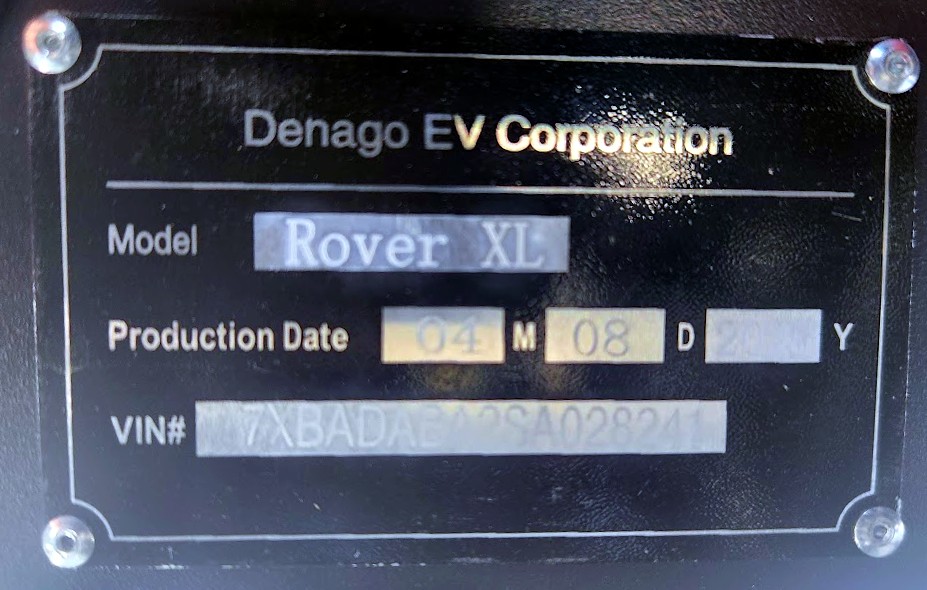 Denago EV Corporation
Model Rover XL
Production Date 04 M 08 D Y
VIN#